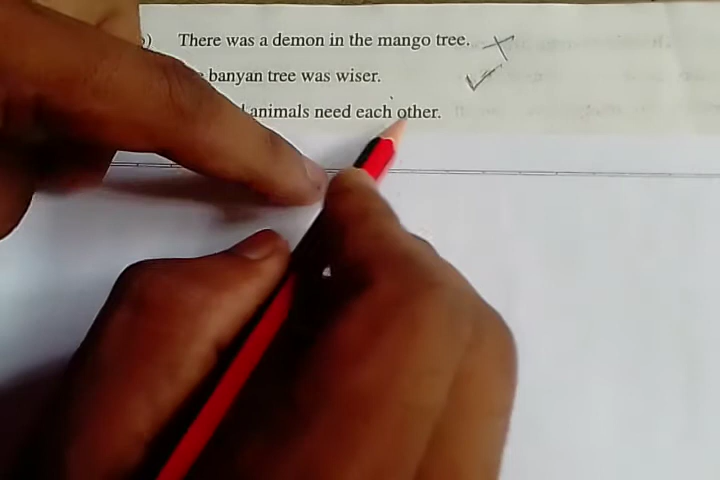 ) There was a demon in the mango tree.
banyan tree was wiser.
animals need each other.